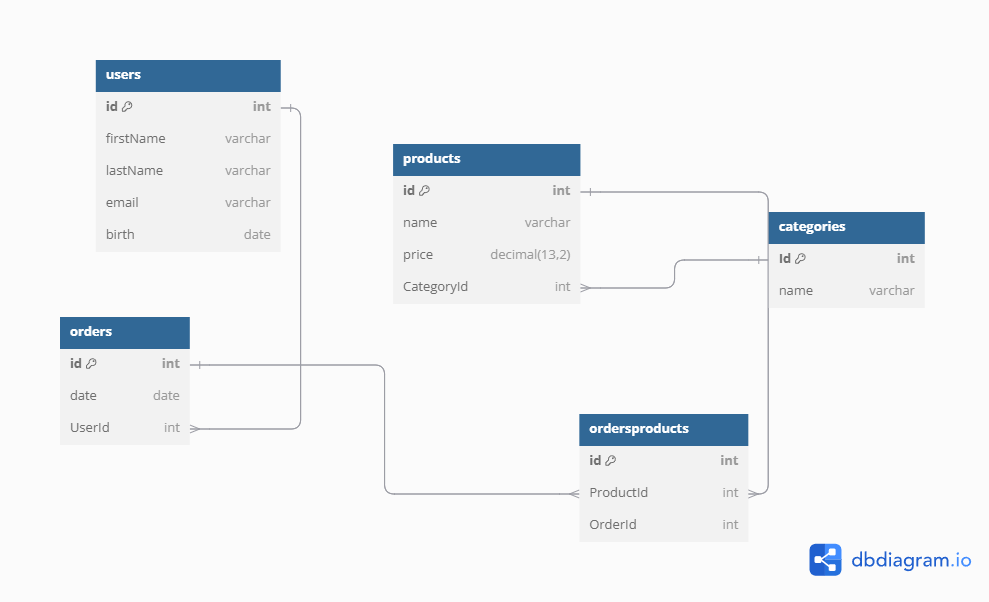 users
id int
firstName varchar
lastName varchar
email varchar
birth date
products
id int
name varchar
price decimal(13,2)
CategoryId int
categories
Id int
name varchar
orders
id int
date date
UserId int
ordersproducts
id int
ProductId int
OrderId int
dbdiagram.io